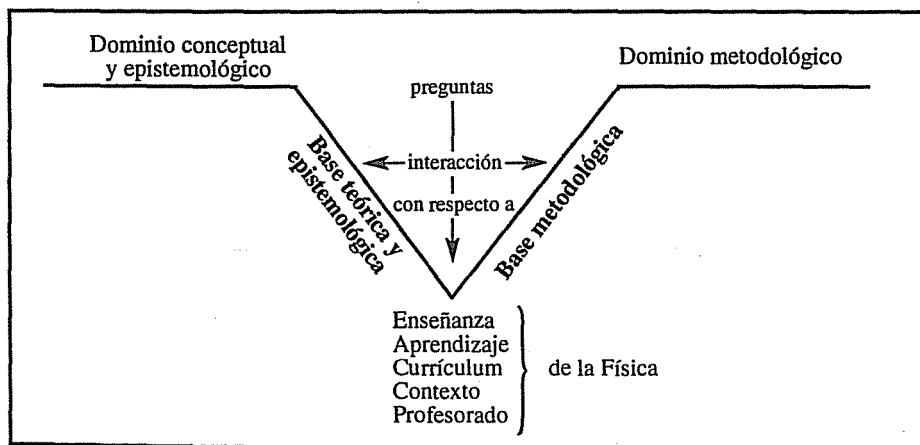 Dominio conceptual
y epistemológico
Dominio metodológico
preguntas
interacción
con respecto a
Base teórica y
epistemológica
Base metodológica
Enseñanza
Aprendizaje
Currículum
Contexto
Profesorado
de la Física